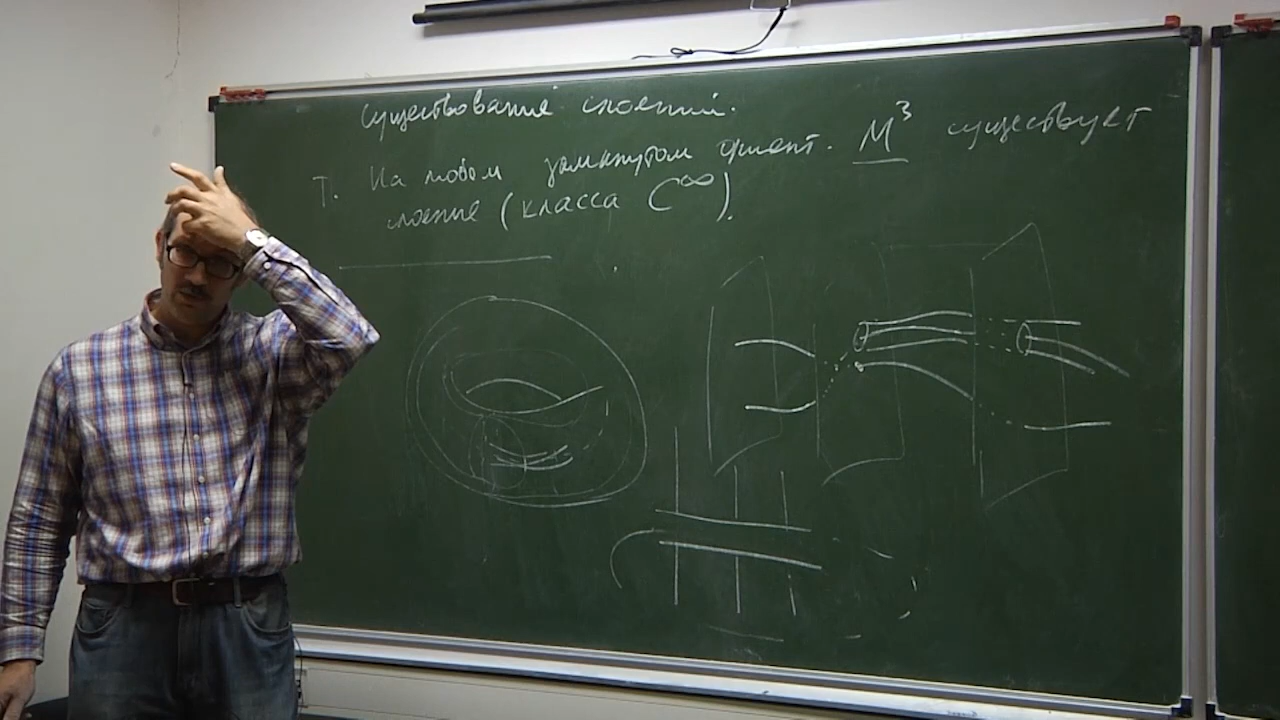 Существование слоений.
Т. На любом замкнутом ориент. M³ существует
слоение (класса C∞).